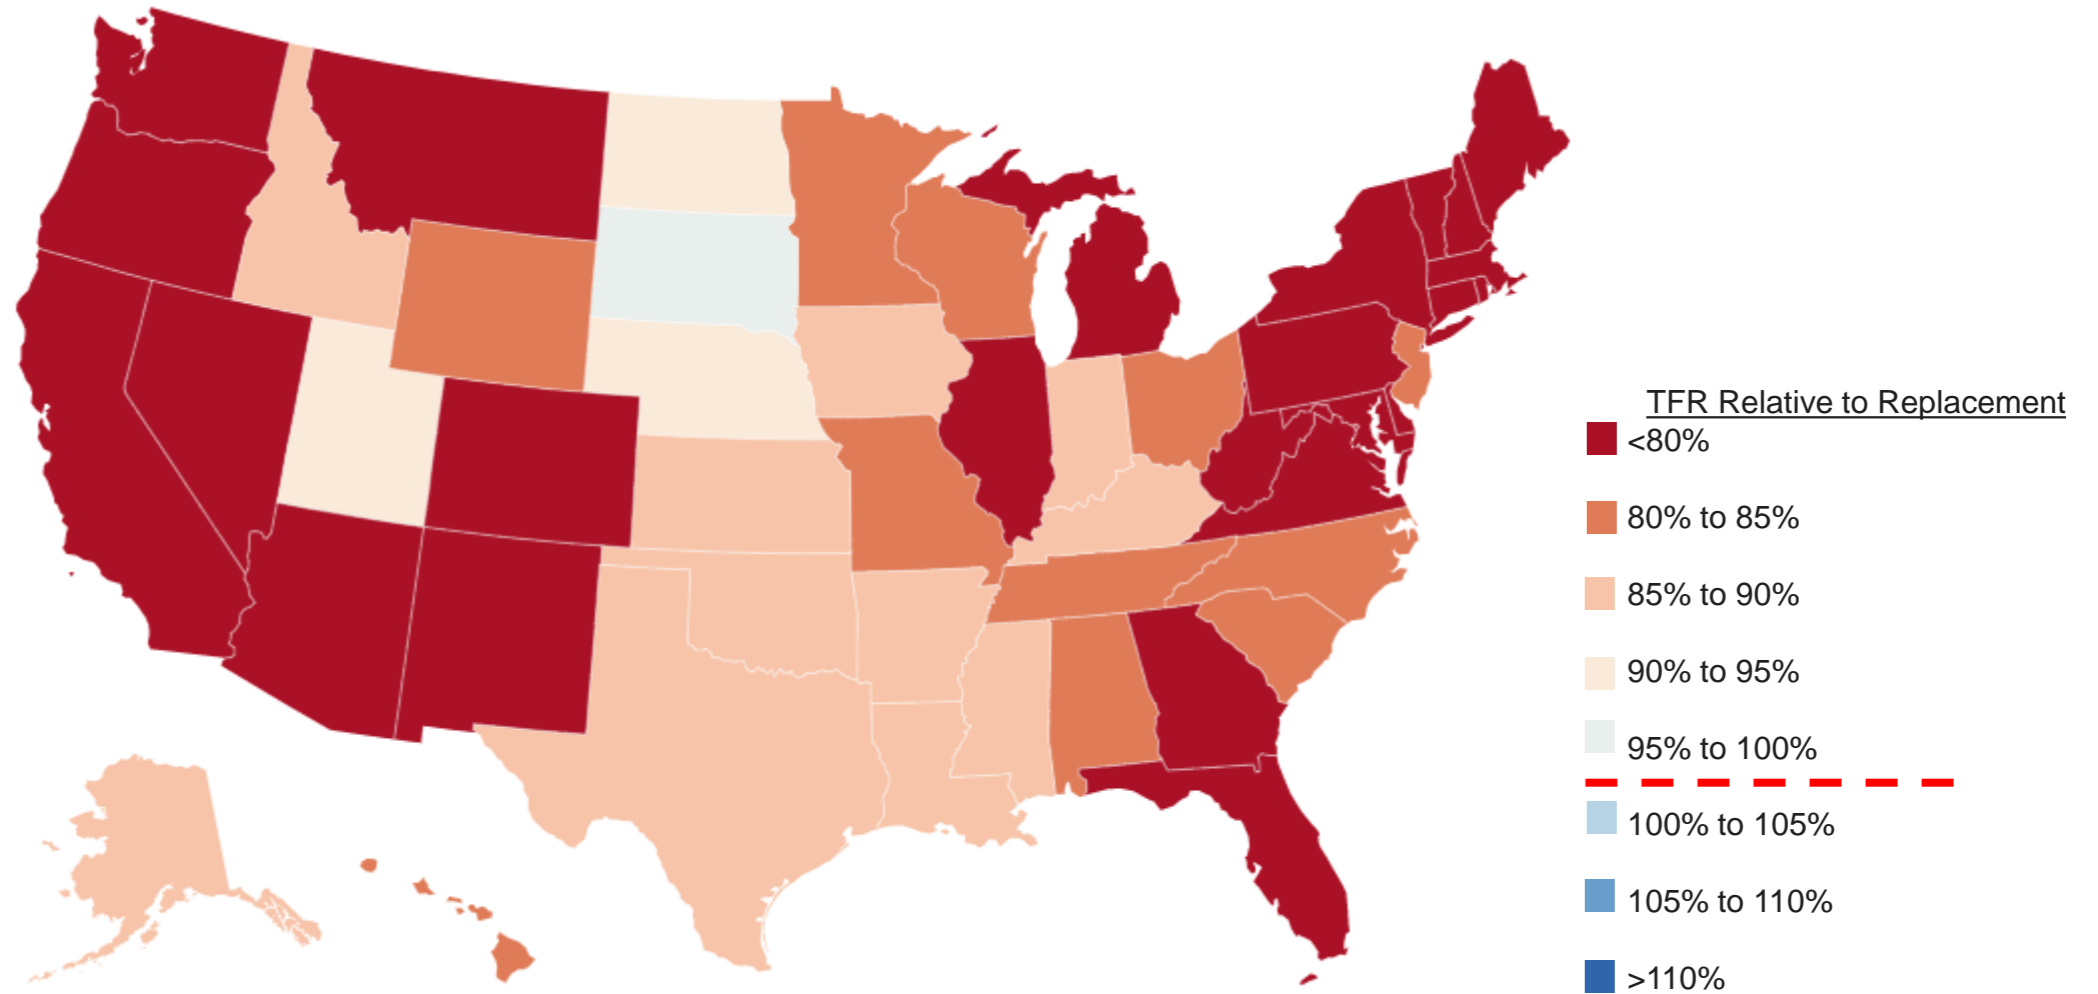 TFR Relative to Replacement
<80%
80% to 85%
85% to 90%
90% to 95%
95% to 100%
100% to 105%
105% to 110%
>110%